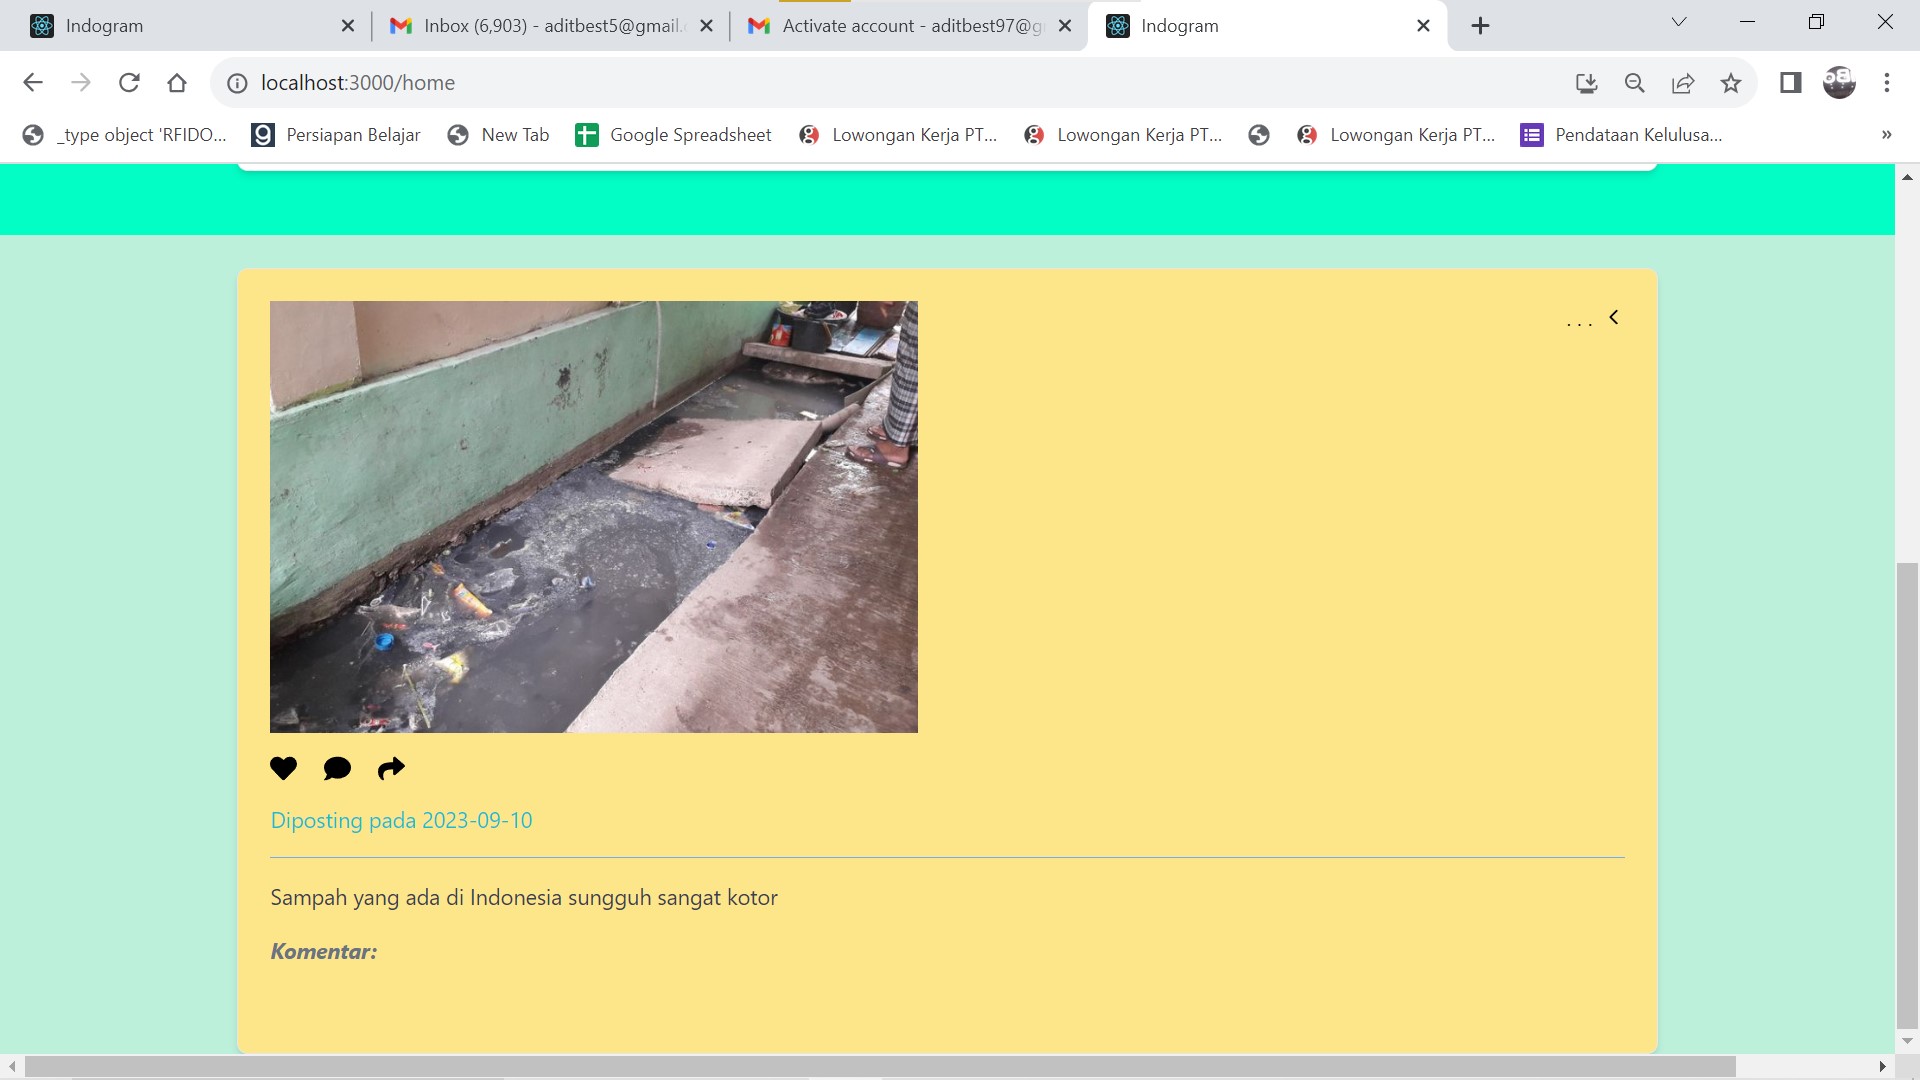 Indogram
Inbox (6,903) - aditbest5@gmail.
Activate account - aditbest97@g
Indogram
localhost:3000/home
_type object 'RFIDO...
Persiapan Belajar
New Tab
Google Spreadsheet
Lowongan Kerja PT...
Lowongan Kerja PT...
Lowongan Kerja PT...
Pendataan Kelulusa...
»
. . .
Diposting pada 2023-09-10
Sampah yang ada di Indonesia sungguh sangat kotor
Komentar: